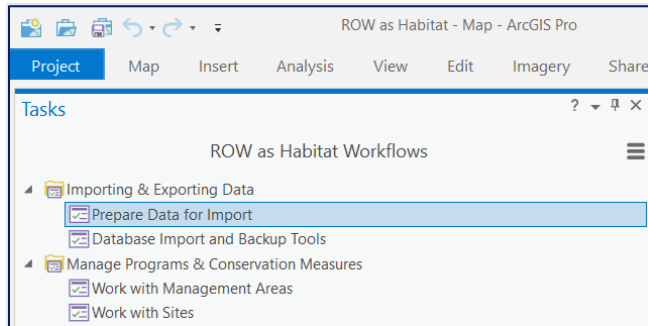 ROW as Habitat - Map - ArcGIS Pro
Project Map Insert Analysis View Edit Imagery Share
Tasks ?
ROW as Habitat Workflows
Importing & Exporting Data
Prepare Data for Import
Database Import and Backup Tools
Manage Programs & Conservation Measures
Work with Management Areas
Work with Sites